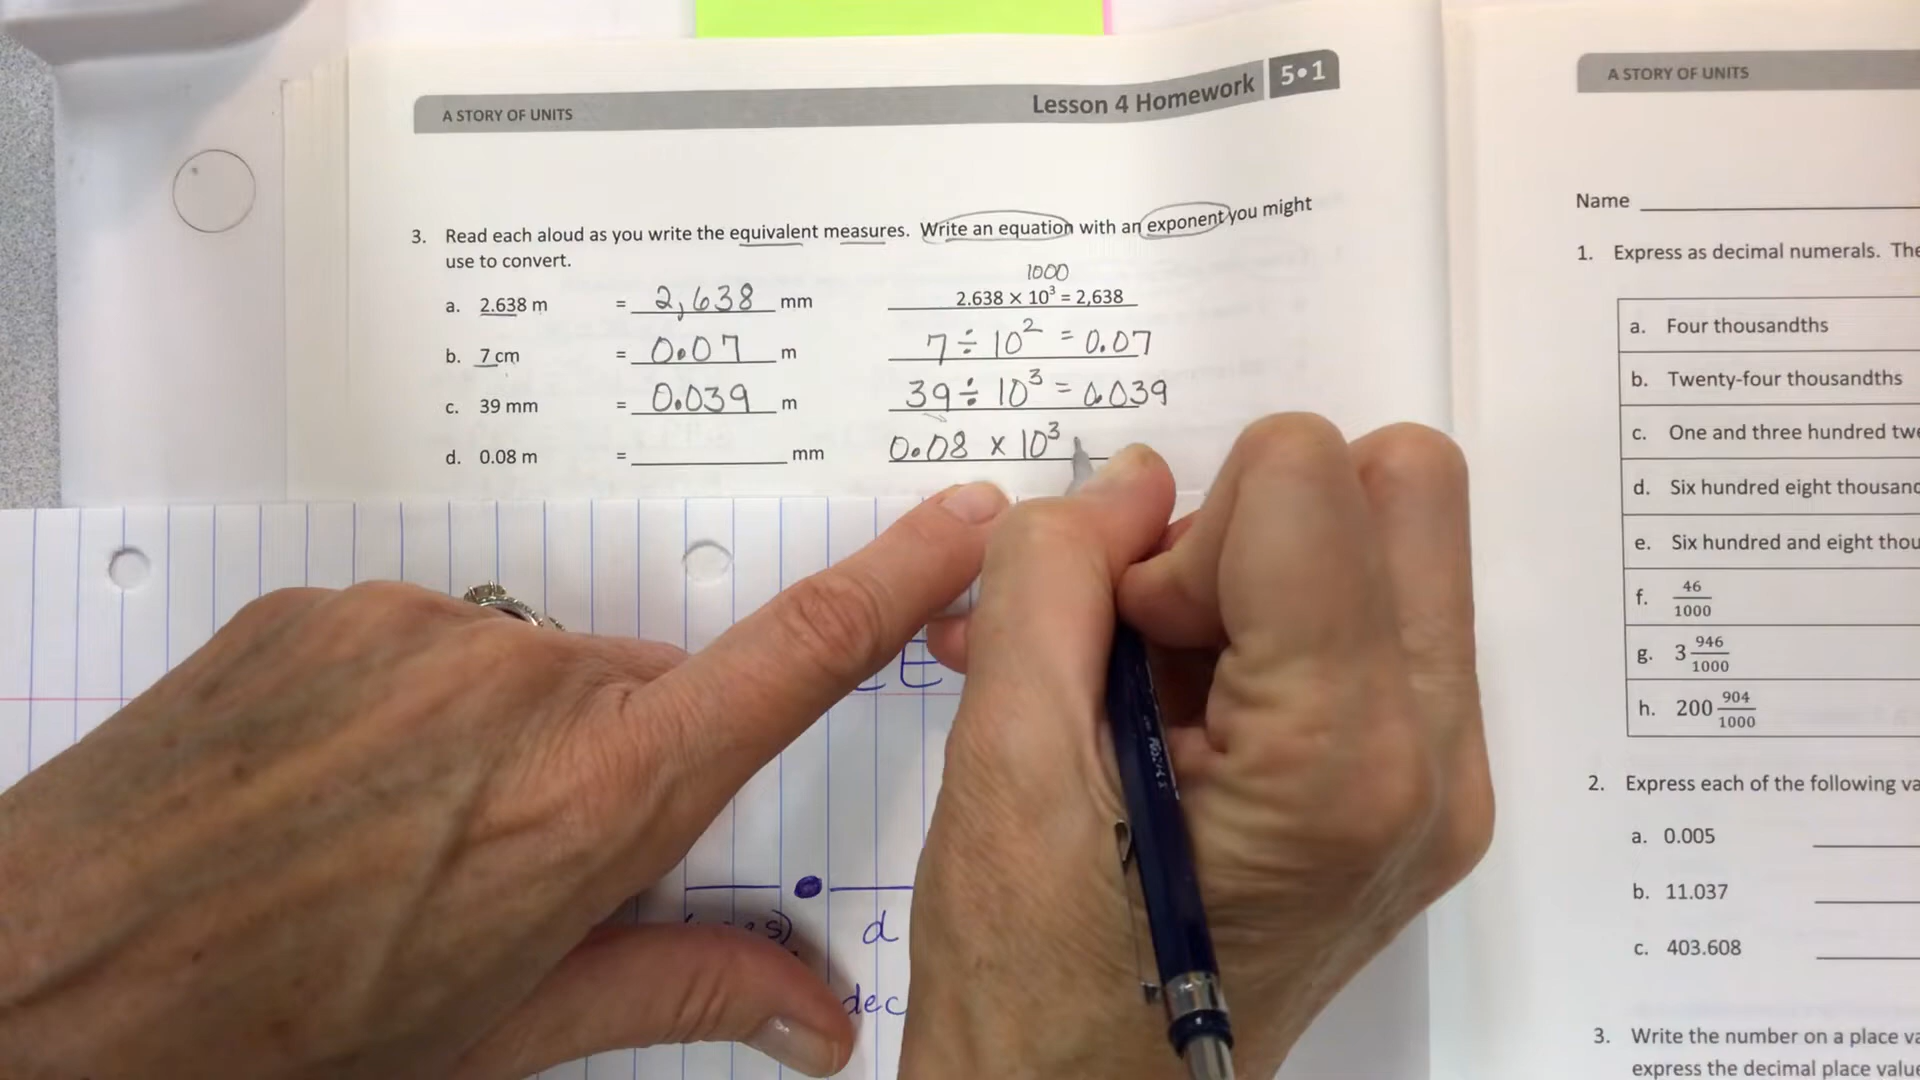 A STORY OF UNITS
Lesson 4 Homework 5•1
3. Read each aloud as you write the equivalent measures. Write an equation with an exponent you might
use to convert.
1000
a. 2.638 m = 2,638 mm 2.638 × 10³ = 2,638
b. 7 cm = 0.07 m 7 ÷ 10² = 0.07
c. 39 mm = 0.039 m 39 ÷ 10³ = 0.039
d. 0.08 m = mm 0.08 x 10³
E
d
dec
A STORY OF UNITS
Name
1. Express as decimal numerals. The
a. Four thousandths
b. Twenty-four thousandths
c. One and three hundred
d. Six hundred eight
e. Six hundred and eight
f. 46/1000
g. 3 946/1000
h. 200 904/1000
2. Express each of the following
a. 0.005
b. 11.037
c. 403.608
3. Write the number on a place
express the decimal place